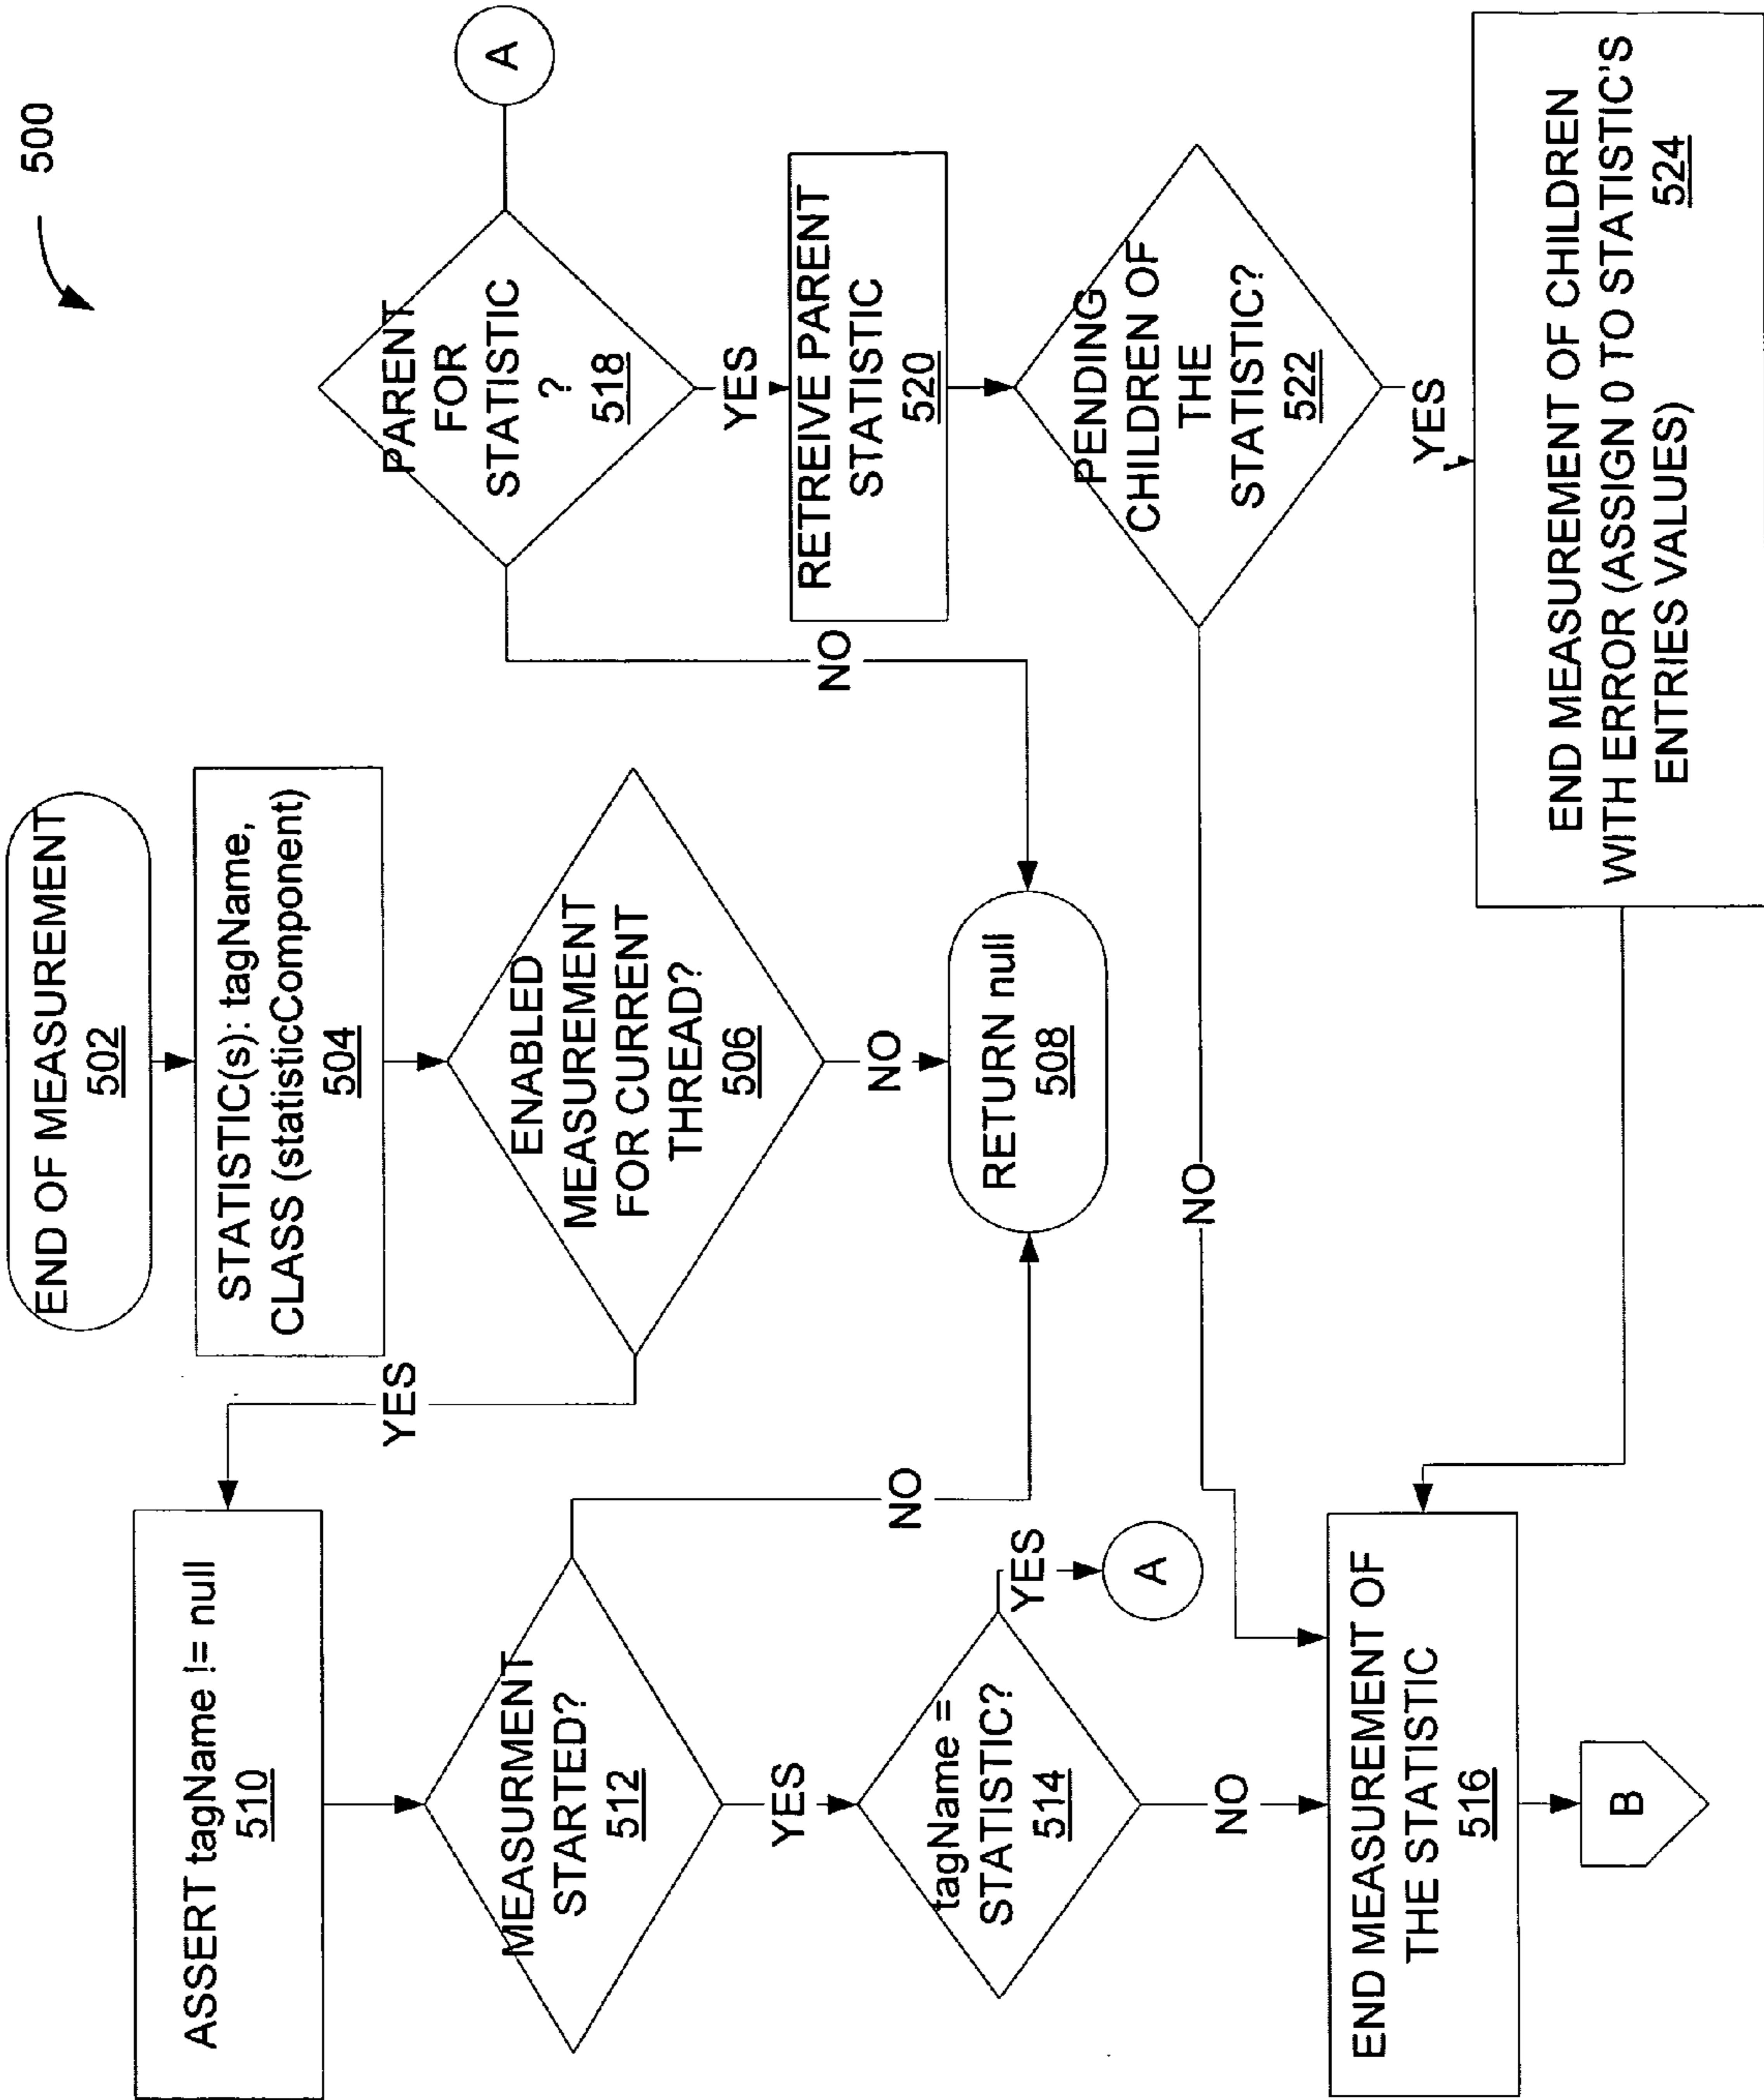 500
END OF MEASUREMENT
502
STATISTIC(s): tagName,
CLASS (statisticComponent)
504
ENABLED
MEASUREMENT
FOR CURRENT
THREAD?
506
YES
NO
RETURN null
508
ASSERT tagName != null
510
MEASURMENT
STARTED?
512
NO
YES
tagName =
STATISTIC?
514
YES
A
NO
END MEASUREMENT OF
THE STATISTIC
516
B
A
PARENT
FOR
STATISTIC
?
518
NO
YES
RETREIVE PARENT
STATISTIC
520
PENDING
CHILDREN OF
THE
STATISTIC?
522
NO
YES
END MEASUREMENT OF CHILDREN
WITH ERROR (ASSIGN 0 TO STATISTIC'S
ENTRIES VALUES)
524